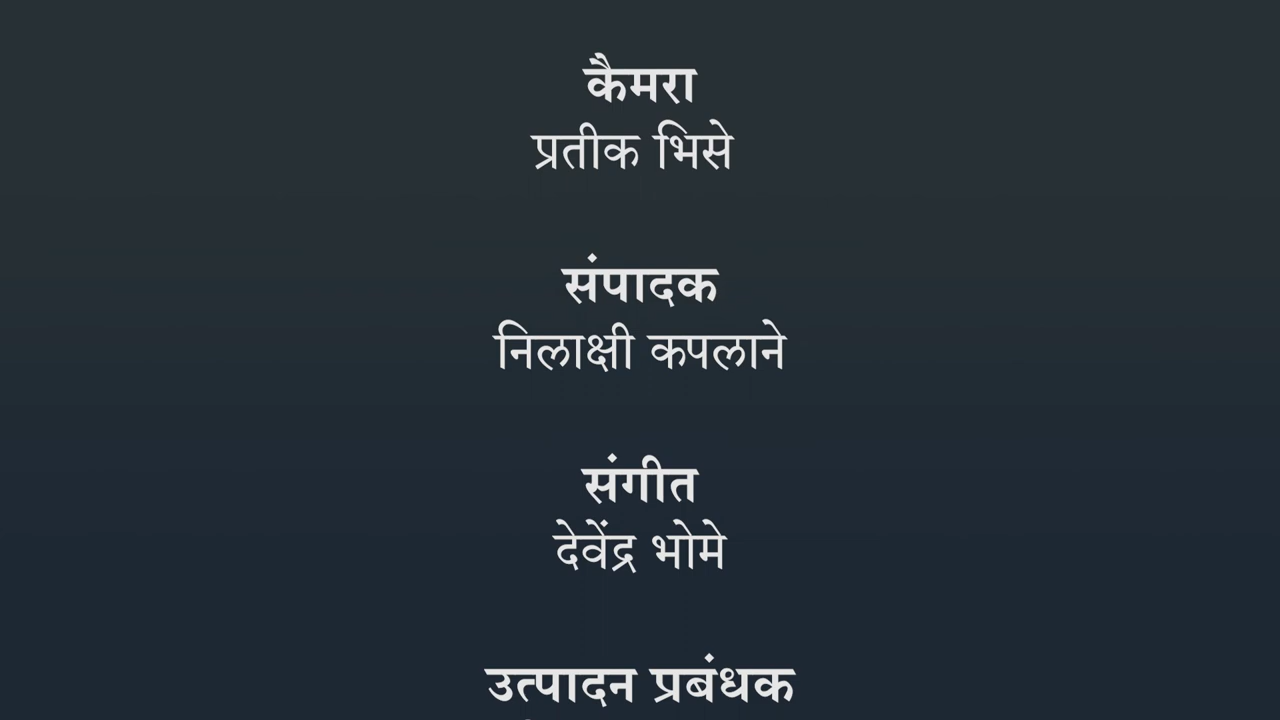 कैमरा
प्रतीक भिसे
संपादक
निलाक्षी कपलाने
संगीत
देवेंद्र भोमे
उत्पादन प्रबंधक